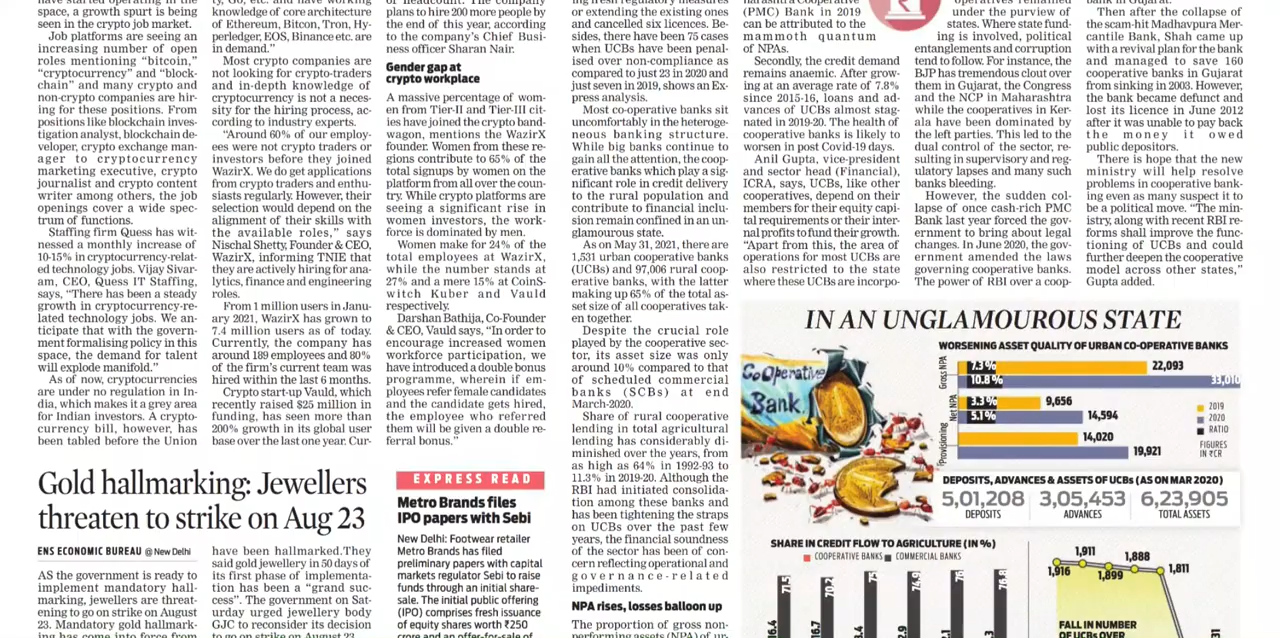 have started operating in the
space, a growth spurt is being
seen in the crypto job market.
Job platforms are seeing an
increasing number of open
roles mentioning “bitcoin,”
“cryptocurrency” and “block-
chain” and many crypto and
non-crypto companies are hir-
ing for these positions. From
positions like blockchain inves-
tigation analyst, blockchain de-
veloper, crypto exchange man-
ager to cryptocurrency
marketing executive, crypto
journalist and crypto content
writer among others, the job
openings cover a wide spec-
trum of functions.
Staffing firm Quess has wit-
nessed a monthly increase of
10-15% in cryptocurrency-relat-
ed technology jobs. Vijay Sivar-
am, CEO, Quess IT Staffing,
says, “There has been a steady
growth in cryptocurrency-re-
lated technology jobs. We an-
ticipate that with the govern-
ment formalising policy in this
space, the demand for talent
will explode manifold.”
As of now, cryptocurrencies
are under no regulation in In-
dia, which makes it a grey area
for Indian investors. A crypto-
currency bill, however, has
been tabled before the Union
knowledge of core architecture
of Ethereum, Bitcon, Tron, Hy-
perledger, EOS, Binance etc. are
in demand.”
Most crypto companies are
not looking for crypto-traders
and in-depth knowledge of
cryptocurrency is not a neces-
sity for the hiring process, ac-
cording to industry experts.
“Around 60% of our employ-
ees were not crypto traders or
investors before they joined
WazirX. We do get applications
from crypto traders and enthu-
siasts regularly. However, their
selection would depend on the
alignment of their skills with
the available roles,” says
Nischal Shetty, Founder & CEO,
WazirX, informing TNIE that
they are actively hiring for ana-
lytics, finance and engineering
roles.
From 1 million users in Janu-
ary 2021, WazirX has grown to
7.4 million users as of today.
Currently, the company has
around 189 employees and 80%
of the firm’s current team was
hired within the last 6 months.
Crypto start-up Vauld, which
recently raised $25 million in
funding, has seen more than
200% growth in its global user
base over the last one year. Cur-
of headcount. The company
plans to hire 200 more people by
the end of this year, according
to the company’s Chief Busi-
ness officer Sharan Nair.
Gender gap at
crypto workplace
A massive percentage of wom-
en from Tier-II and Tier-III cit-
ies have joined the crypto band-
wagon, mentions the WazirX
founder. Women from these re-
gions contribute to 65% of the
total signups by women on the
platform from all over the coun-
try. While crypto platforms are
seeing a significant rise in
women investors, the work-
force is dominated by men.
Women make for 24% of the
total employees at WazirX,
while the number stands at
27% and a mere 15% at CoinS-
witch Kuber and Vauld
respectively.
Darshan Bathija, Co-Founder
& CEO, Vauld says, “In order to
encourage increased women
workforce participation, we
have introduced a double bonus
programme, wherein if em-
ployees refer female candidates
and the candidate gets hired,
the employee who referred
them will be given a double re-
ferral bonus.”
Gold hallmarking: Jewellers
threaten to strike on Aug 23
ENS ECONOMIC BUREAU @ New Delhi
AS the government is ready to
implement mandatory hall-
marking, jewellers are threat-
ening to go on strike on August
23. Mandatory gold hallmark-
ing has come into force from
have been hallmarked.They
said gold jewellery in 50 days of
its first phase of implementa-
tion has been a “grand suc-
cess”. The government on Sat-
urday urged jewellery body
GJC to reconsider its decision
to go on strike on August 23
EXPRESS READ
Metro Brands files
IPO papers with Sebi
New Delhi: Footwear retailer
Metro Brands has filed
preliminary papers with capital
markets regulator Sebi to raise
funds through an initial share-
sale. The initial public offering
(IPO) comprises fresh issuance
of equity shares worth ₹250
crore and an offer-for-sale of
ing fresh regulatory measures
or extending the existing ones
and cancelled six licences. Be-
sides, there have been 75 cases
when UCBs have been penal-
ised over non-compliance as
compared to just 23 in 2020 and
just seven in 2019, shows an Ex-
press analysis.
Most co-operative banks sit
uncomfortably in the heteroge-
neous banking structure.
While big banks continue to
gain all the attention, the coop-
erative banks which play a sig-
nificant role in credit delivery
to the rural population and
contribute to financial inclu-
sion remain confined in an un-
glamourous state.
As on May 31, 2021, there are
1,531 urban cooperative banks
(UCBs) and 97,006 rural coop-
erative banks, with the latter
making up 65% of the total as-
set size of all cooperatives tak-
en together.
Despite the crucial role
played by the cooperative sec-
tor, its asset size was only
around 10% compared to that
of scheduled commercial
banks (SCBs) at end
March-2020.
Share of rural cooperative
lending in total agricultural
lending has considerably di-
minished over the years, from
as high as 64% in 1992-93 to
11.3% in 2019-20. Although the
RBI had initiated consolida-
tion among these banks and
has been tightening the straps
on UCBs over the past few
years, the financial soundness
of the sector has been of con-
cern reflecting operational and
governance-related
impediments.
NPA rises, losses balloon up
The proportion of gross non-
performing assets (NPA) of ur-
harashtra Cooperative
(PMC) Bank in 2019
can be attributed to the
mammoth quantum
of NPAs.
Secondly, the credit demand
remains anaemic. After grow-
ing at an average rate of 7.8%
since 2015-16, loans and ad-
vances of UCBs almost stag-
nated in 2019-20. The health of
cooperative banks is likely to
worsen in post Covid-19 days.
Anil Gupta, vice-president
and sector head (Financial),
ICRA, says, UCBs, like other
cooperatives, depend on their
members for their equity capi-
tal requirements or their inter-
nal profits to fund their growth.
“Apart from this, the area of
operations for most UCBs are
also restricted to the state
where these UCBs are incorpo-
operatives remained
under the purview of
states. Where state fund-
ing is involved, political
entanglements and corruption
tend to follow. For instance, the
BJP has tremendous clout over
them in Gujarat, the Congress
and the NCP in Maharashtra
while the cooperatives in Ker-
ala have been dominated by
the left parties. This led to the
dual control of the sector, re-
sulting in supervisory and reg-
ulatory lapses and many such
banks bleeding.
However, the sudden col-
lapse of once cash-rich PMC
Bank last year forced the gov-
ernment to bring about legal
changes. In June 2020, the gov-
ernment amended the laws
governing cooperative banks.
The power of RBI over a coop-
bank in Gujarat.
Then after the collapse of
the scam-hit Madhavpura Mer-
cantile Bank, Shah came up
with a revival plan for the bank
and managed to save 160
cooperative banks in Gujarat
from sinking in 2003. However,
the bank became defunct and
lost its licence in June 2012
after it was unable to pay back
the money it owed
public depositors.
There is hope that the new
ministry will help resolve
problems in cooperative bank-
ing even as many suspect it to
be a political move. “The min-
istry, along with recent RBI re-
forms shall improve the func-
tioning of UCBs and could
further deepen the cooperative
model across other states,”
Gupta added.
IN AN UNGLAMOUROUS STATE
WORSENING ASSET QUALITY OF URBAN CO-OPERATIVE BANKS
CoOperative
Bank
Gross NPA
7.3% 22,093
10.8% 33,010
Net NPA
3.3% 9,656
5.1% 14,594
Provisioning
14,020
19,921
2019
2020
RATIO
FIGURES
IN ₹CR
DEPOSITS, ADVANCES & ASSETS OF UCBs (AS ON MAR 2020)
5,01,208 3,05,453 6,23,905
DEPOSITS ADVANCES TOTAL ASSETS
SHARE IN CREDIT FLOW TO AGRICULTURE (IN %)
COOPERATIVE BANKS COMMERCIAL BANKS
71.5 70.2 75 74.9 76 76.8
16.4 16.7
1,916 1,911 1,899 1,888 1,811
FALL IN NUMBER
OF UCBs OVER